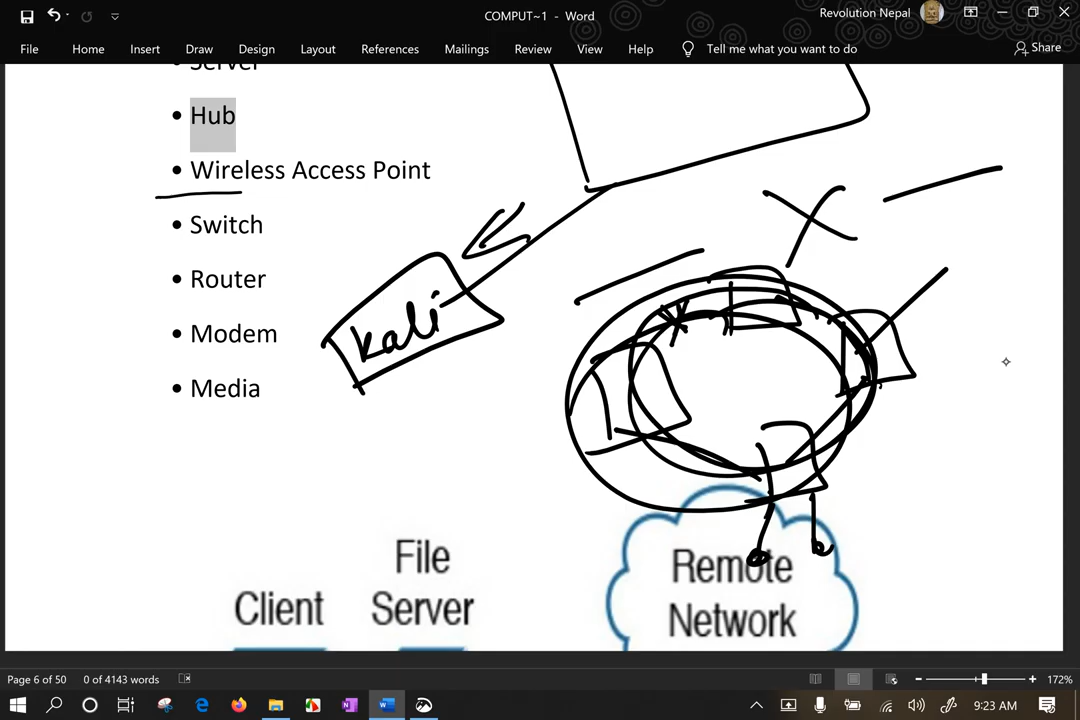 COMPUT~1 - Word
Revolution Nepal
File Home Insert Draw Design Layout References Mailings Review View Help Tell me what you want to do Share
• Server
• Hub
• Wireless Access Point
• Switch
• Router
• Modem
• Media
kali
Client
File
Server
Remote
Network
Page 6 of 50 0 of 4143 words 172%
9:23 AM